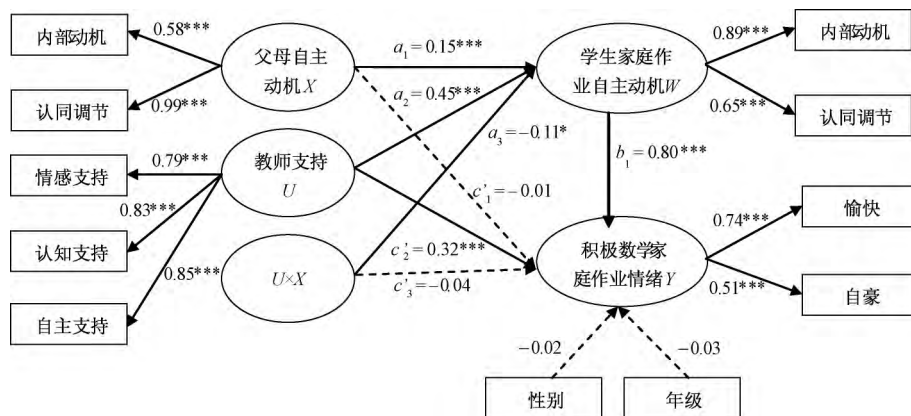 内部动机
0.58***
认同调节
0.99***
父母自主
动机X
情感支持
0.79***
认知支持
0.83***
自主支持
0.85***
教师支持
U
U×X
a₁=0.15***
a₂=0.45***
a₃=−0.11*
c'₁=−0.01
c'₂=0.32***
c'₃=−0.04
学生家庭作
业自主动机W
0.89***
内部动机
0.65***
认同调节
b₁=0.80***
积极数学家
庭作业情绪Y
0.74***
愉快
0.51***
自豪
−0.02
−0.03
性别
年级